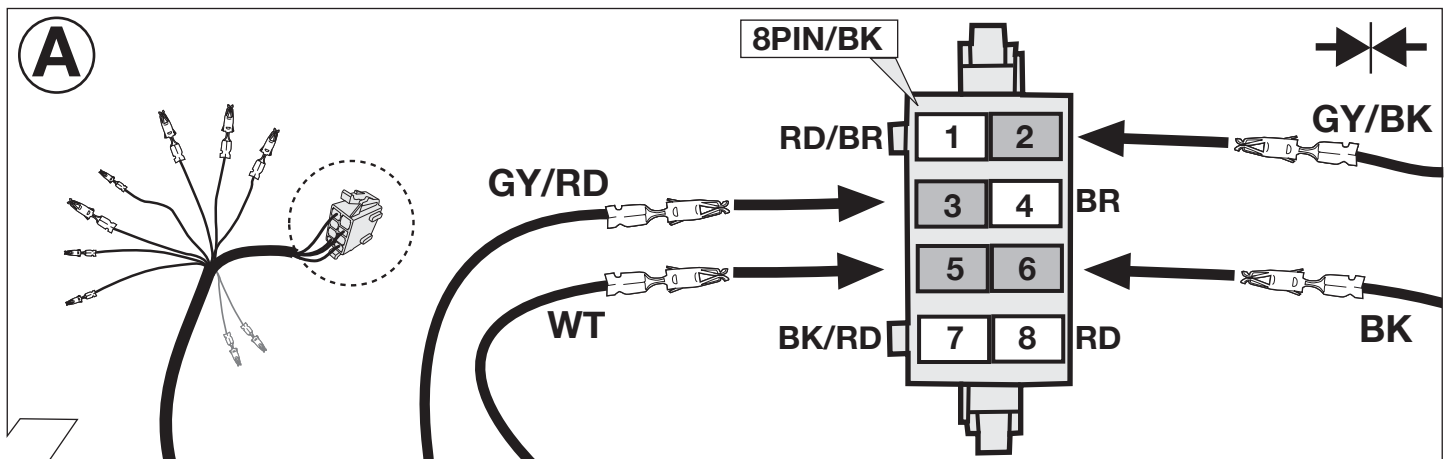 A
8PIN/BK
GY/BK
RD/BR 1 2
GY/RD
3 4 BR
5 6
WT
BK/RD 7 8 RD
BK